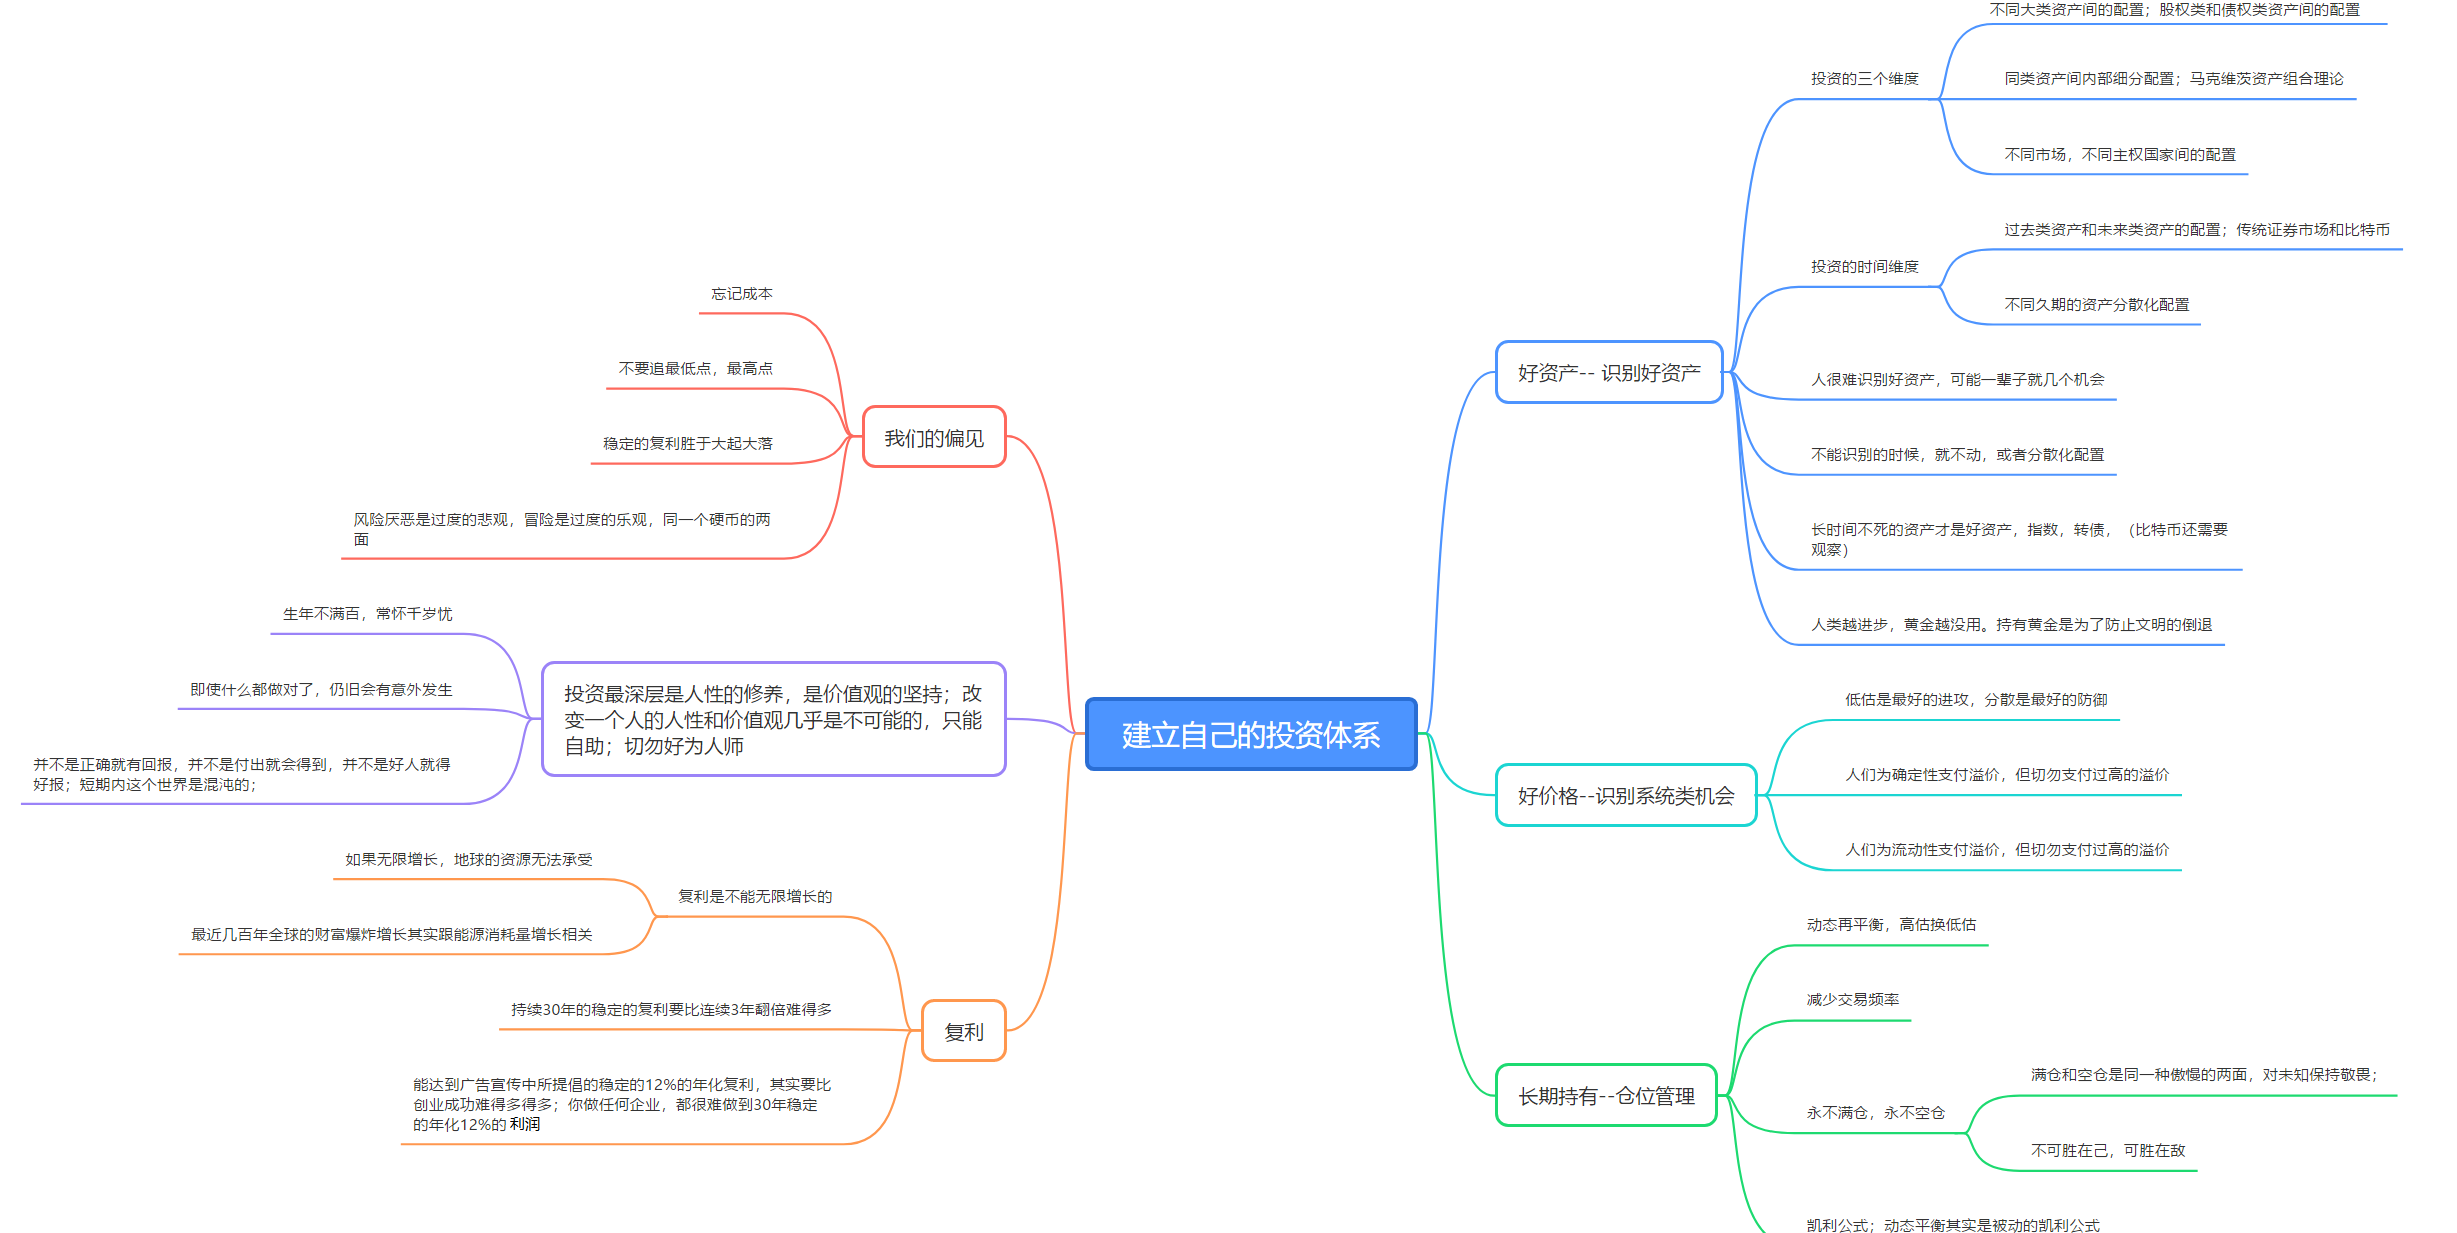 建立自己的投资体系
好资产-- 识别好资产
投资的三个维度
不同大类资产间的配置；股权类和债权类资产间的配置
同类资产间内部细分配置；马克维茨资产组合理论
不同市场，不同主权国家间的配置
投资的时间维度
过去类资产和未来类资产的配置；传统证券市场和比特币
不同久期的资产分散化配置
人很难识别好资产，可能一辈子就几个机会
不能识别的时候，就不动，或者分散化配置
长时间不死的资产才是好资产，指数，转债，（比特币还需要
观察）
人类越进步，黄金越没用。持有黄金是为了防止文明的倒退
好价格--识别系统类机会
低估是最好的进攻，分散是最好的防御
人们为确定性支付溢价，但切勿支付过高的溢价
人们为流动性支付溢价，但切勿支付过高的溢价
长期持有--仓位管理
动态再平衡，高估换低估
减少交易频率
永不满仓，永不空仓
满仓和空仓是同一种傲慢的两面，对未知保持敬畏；
不可胜在己，可胜在敌
凯利公式；动态平衡其实是被动的凯利公式
我们的偏见
忘记成本
不要追最低点，最高点
稳定的复利胜于大起大落
风险厌恶是过度的悲观，冒险是过度的乐观，同一个硬币的两
面
投资最深层是人性的修养，是价值观的坚持；改
变一个人的人性和价值观几乎是不可能的，只能
自助；切勿好为人师
生年不满百，常怀千岁忧
即使什么都做对了，仍旧会有意外发生
并不是正确就有回报，并不是付出就会得到，并不是好人就得
好报；短期内这个世界是混沌的；
复利
复利是不能无限增长的
如果无限增长，地球的资源无法承受
最近几百年全球的财富爆炸增长其实跟能源消耗量增长相关
持续30年的稳定的复利要比连续3年翻倍难得多
能达到广告宣传中所提倡的稳定的12%的年化复利，其实要比
创业成功难得多得多；你做任何企业，都很难做到30年稳定
的年化12%的 利润